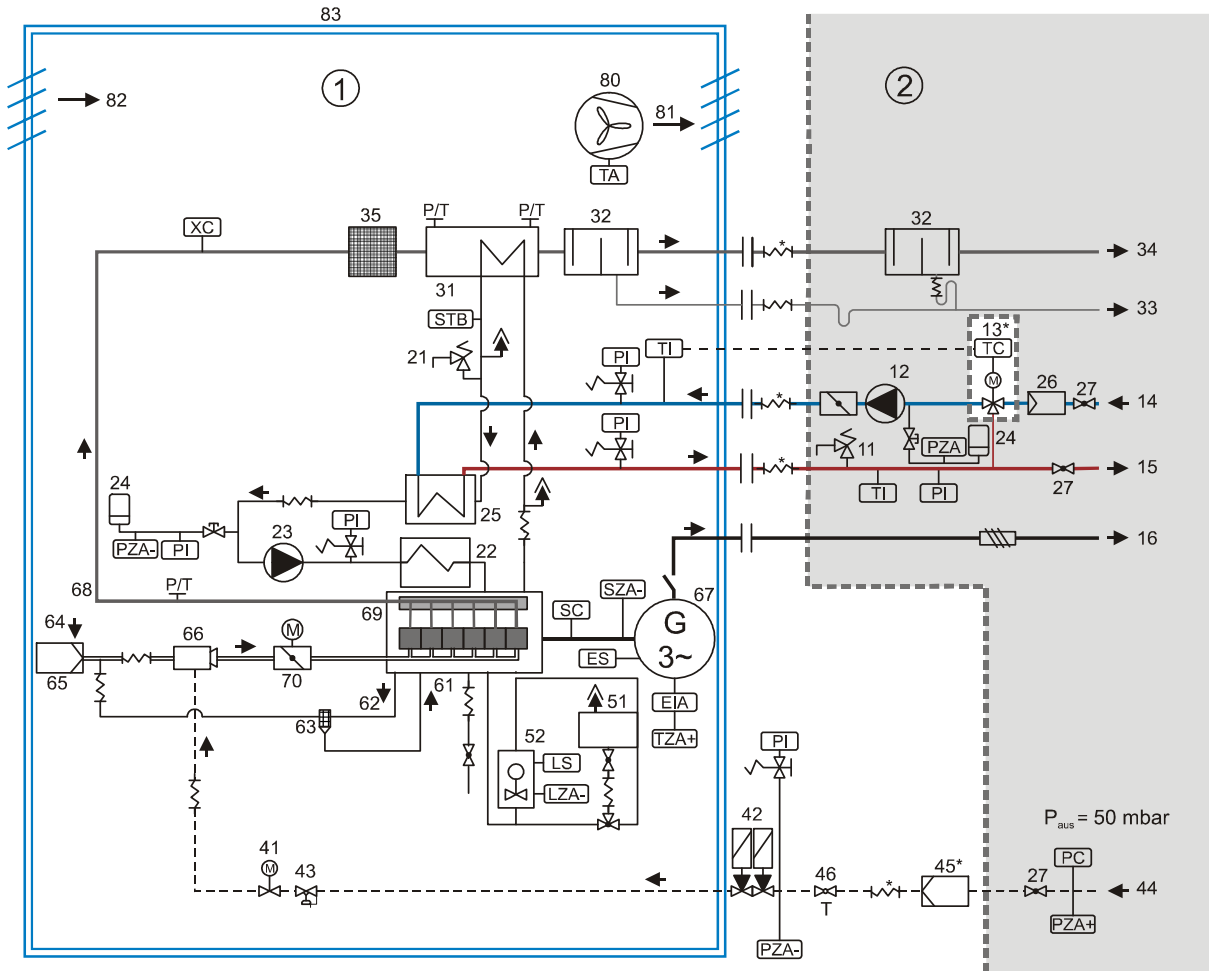 83
1
2
80
82
81
TA
P/T
P/T
35
32
32
XC
34
31
33
STB
13*
TC
21
PI
TI
12
M
26
27
14
PI
11
PZA
24
15
24
TI
PI
27
25
PI
23
PZA-
PI
22
16
P/T
68
SZA-
67
SC
69
64
M
66
G
3~
ES
65
70
61
EIA
62
51
63
TZA+
52
PI
LS
LZA-
Paus = 50 mbar
42
41
M
43
46
45*
27
PC
44
T
PZA-
PZA+